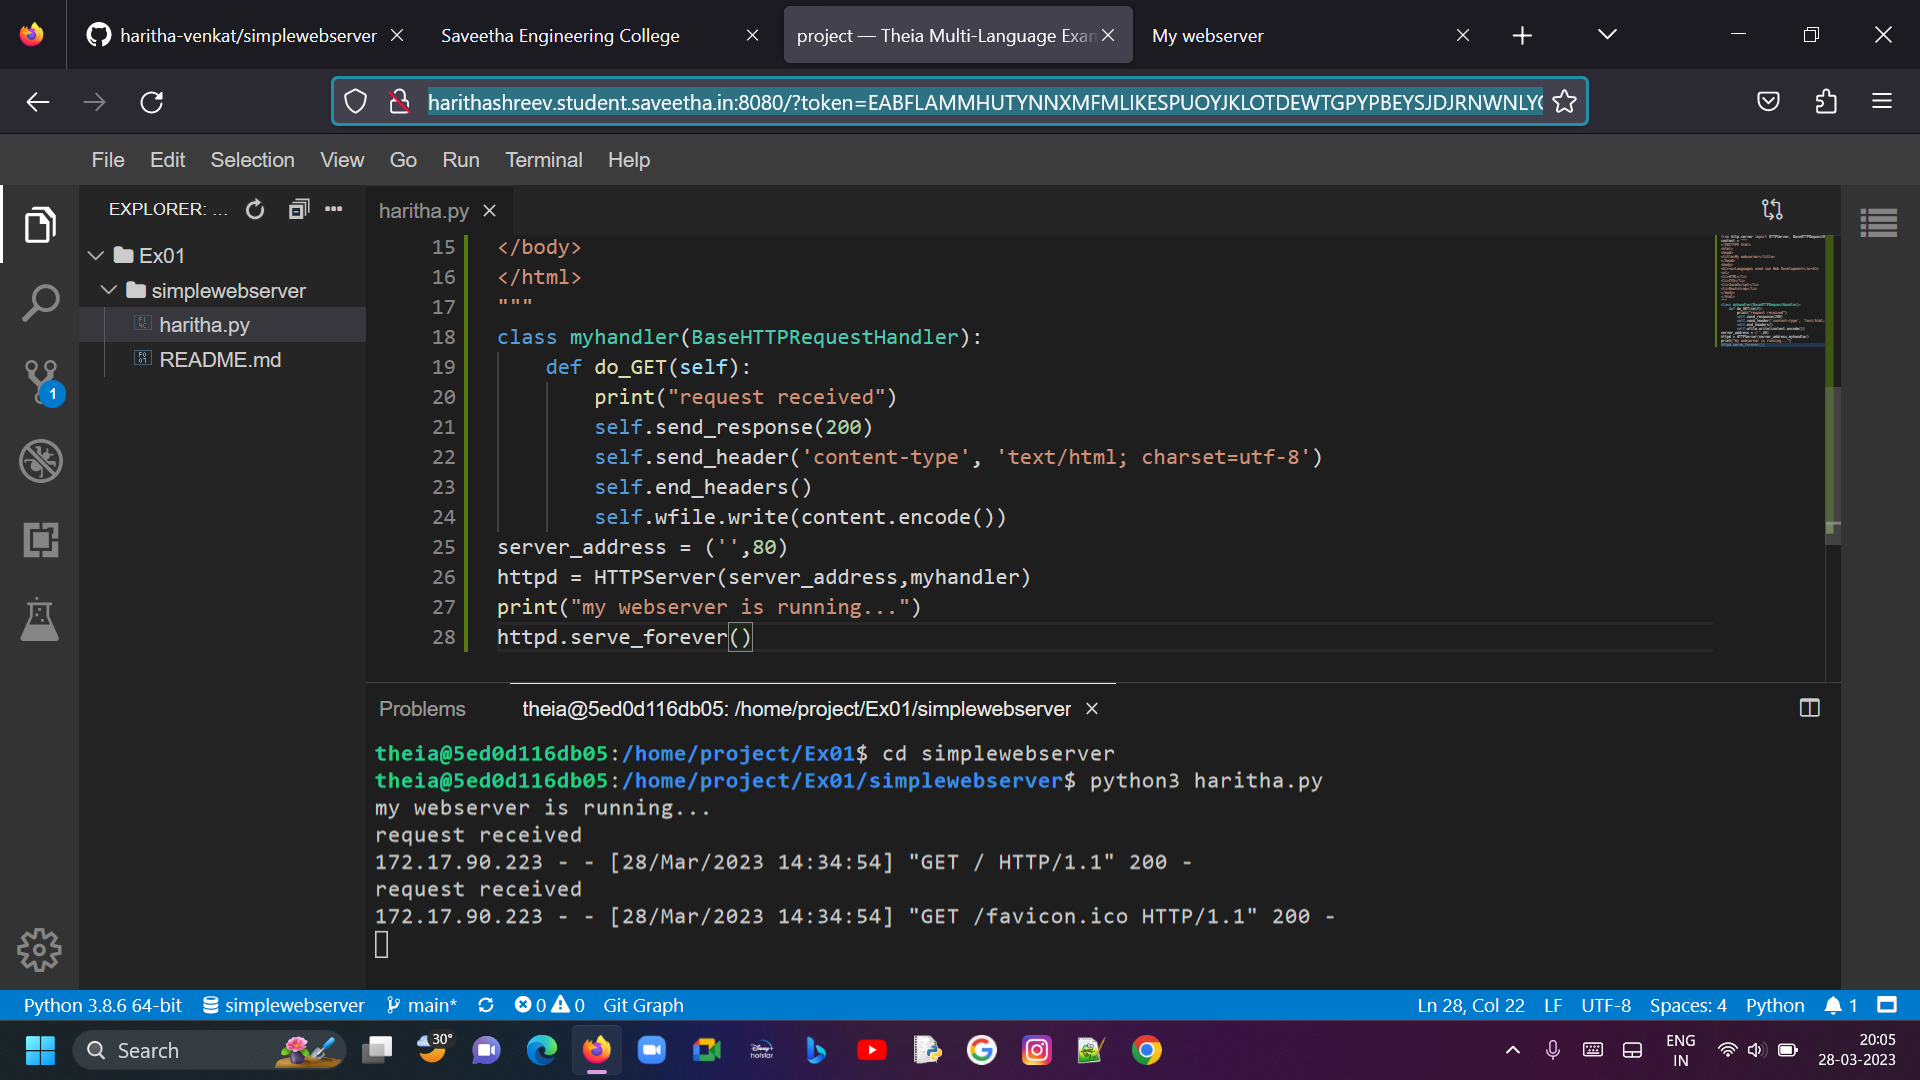 haritha-venkat/simplewebserver
Saveetha Engineering College
project — Theia Multi-Language Exan
My webserver
harithashreev.student.saveetha.in:8080/?token=EABFLAMMHUTYNNXMFMLIKESPUOYJKLOTDEWTGPYPBEYSJDJRNWNLY
File Edit Selection View Go Run Terminal Help
EXPLORER: ...
haritha.py
Ex01
simplewebserver
haritha.py
README.md
1
15 </body>
16 </html>
17 """
18 class myhandler(BaseHTTPRequestHandler):
19 def do_GET(self):
20 print("request received")
21 self.send_response(200)
22 self.send_header('content-type', 'text/html; charset=utf-8')
23 self.end_headers()
24 self.wfile.write(content.encode())
25 server_address = ('',80)
26 httpd = HTTPServer(server_address,myhandler)
27 print("my webserver is running...")
28 httpd.serve_forever()
Problems
theia@5ed0d116db05: /home/project/Ex01/simplewebserver
theia@5ed0d116db05:/home/project/Ex01$ cd simplewebserver
theia@5ed0d116db05:/home/project/Ex01/simplewebserver$ python3 haritha.py
my webserver is running...
request received
172.17.90.223 - - [28/Mar/2023 14:34:54] "GET / HTTP/1.1" 200 -
request received
172.17.90.223 - - [28/Mar/2023 14:34:54] "GET /favicon.ico HTTP/1.1" 200 -
Python 3.8.6 64-bit simplewebserver main* 0 0 Git Graph
Ln 28, Col 22 LF UTF-8 Spaces: 4 Python 1
Search
30°
ENG
IN
20:05
28-03-2023